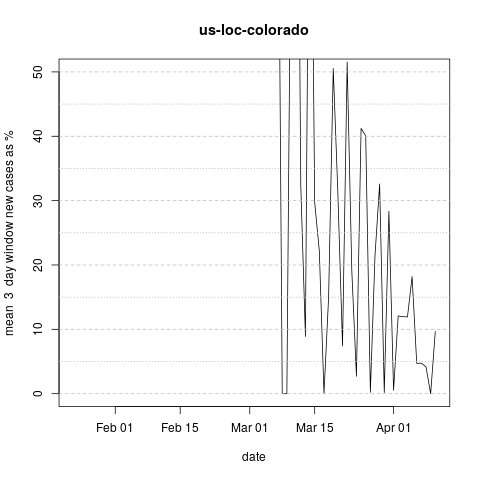 us-loc-colorado
mean  3  day window new cases as %
50
40
30
20
10
0
Feb 01
Feb 15
Mar 01
Mar 15
Apr 01
date